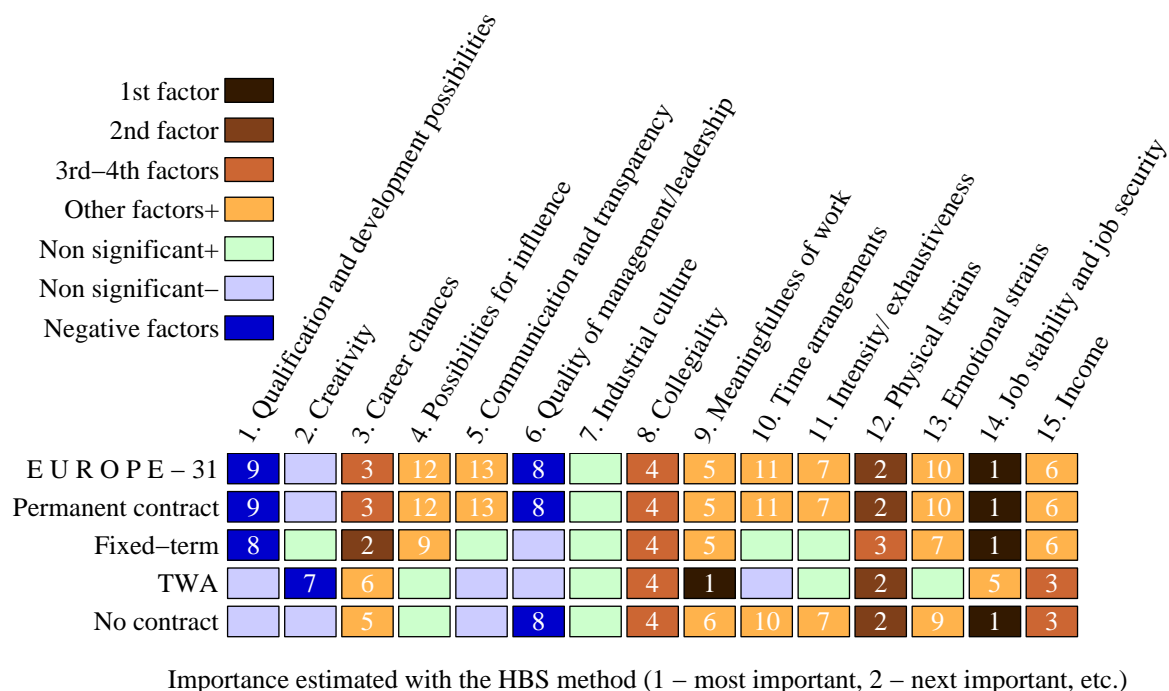 1st factor
2nd factor
3rd−4th factors
Other factors+
Non significant+
Non significant−
Negative factors
1. Qualification and development possibilities
2. Creativity
3. Career chances
4. Possibilities for influence
5. Communication and transparency
6. Quality of management/leadership
7. Industrial culture
8. Collegiality
9. Meaningfulness of work
10. Time arrangements
11. Intensity/ exhaustiveness
12. Physical strains
13. Emotional strains
14. Job stability and job security
15. Income
E U R O P E − 31 9 3 12 13 8 4 5 11 7 2 10 1 6
Permanent contract 9 3 12 13 8 4 5 11 7 2 10 1 6
Fixed−term 8 2 9 4 5 3 7 1 6
TWA 7 6 4 1 2 5 3
No contract 5 8 4 6 10 7 2 9 1 3
Importance estimated with the HBS method (1 − most important, 2 − next important, etc.)